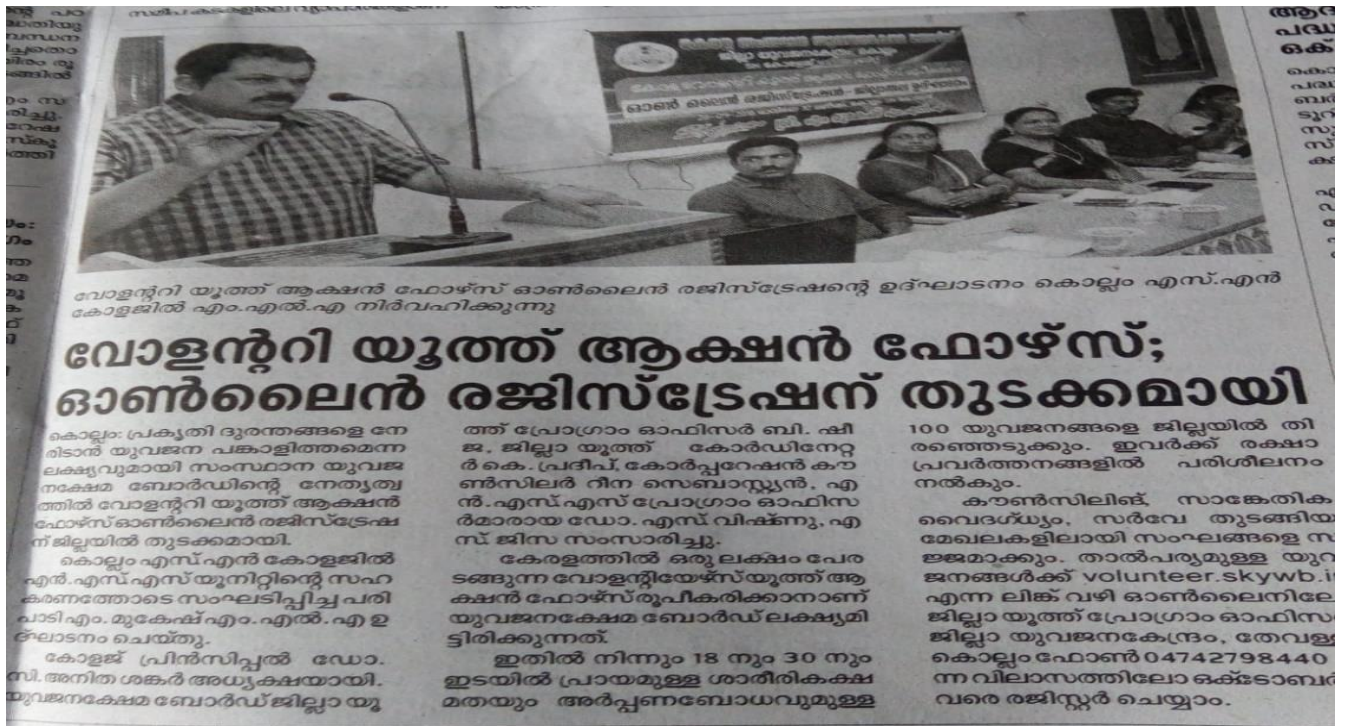 വോളന്ററി യൂത്ത് ആക്ഷൻ ഫോഴ്സ് ഓൺലൈൻ രജിസ്ട്രേഷന്റെ ഉദ്ഘാടനം കൊല്ലം എസ്.എൻ
കോളജിൽ എം.എൽ.എ നിർവഹിക്കുന്നു
വോളന്ററി യൂത്ത് ആക്ഷൻ ഫോഴ്സ്;
ഓൺലൈൻ രജിസ്ട്രേഷന് തുടക്കമായി
കൊല്ലം: പ്രകൃതി ദുരന്തങ്ങളെ നേ
രിടാൻ യുവജന പങ്കാളിത്തമെന്ന
ലക്ഷ്യവുമായി സംസ്ഥാന യുവജ
നക്ഷേമ ബോർഡിന്റെ നേതൃത്വ
ത്തിൽ വോളന്ററി യൂത്ത് ആക്ഷൻ
ഫോഴ്സ് ഓൺലൈൻ രജിസ്ട്രേഷ
ന് ജില്ലയിൽ തുടക്കമായി.
കൊല്ലം എസ് എൻ കോളജിൽ
എൻ.എസ്.എസ് യൂനിറ്റിന്റെ സഹ
കരണത്തോടെ സംഘടിപ്പിച്ച പരി
പാടി എം. മുകേഷ് എം.എൽ.എ ഉ
ദ്ഘാടനം ചെയ്തു.
കോളജ് പ്രിൻസിപ്പൽ ഡോ.
സി. അനിത ശങ്കർ അധ്യക്ഷയായി.
യുവജനക്ഷേമ ബോർഡ് ജില്ലാ യൂ
ത്ത് പ്രോഗ്രാം ഓഫിസർ ബി. ഷീ
ജ, ജില്ലാ യൂത്ത് കോർഡിനേറ്റ
ർ കെ. പ്രദീപ്, കോർപ്പറേഷൻ കൗ
ൺസിലർ റീന സെബാസ്റ്റ്യൻ, എ
ൻ.എസ്.എസ് പ്രോഗ്രാം ഓഫിസ
ർമാരായ ഡോ. എസ്. വിഷ്ണു, എ
സ്. ജിസ സംസാരിച്ചു.
കേരളത്തിൽ ഒരു ലക്ഷം പേര
ടങ്ങുന്ന വോളന്റിയേഴ്സ് യൂത്ത് ആ
ക്ഷൻ ഫോഴ്സ് രൂപീകരിക്കാനാണ്
യുവജനക്ഷേമ ബോർഡ് ലക്ഷ്യമി
ട്ടിരിക്കുന്നത്.
ഇതിൽ നിന്നും 18 നും 30 നും
ഇടയിൽ പ്രായമുള്ള ശാരീരികക്ഷ
മതയും അർപ്പണബോധവുമുള്ള
100 യുവജനങ്ങളെ ജില്ലയിൽ തി
രഞ്ഞെടുക്കും. ഇവർക്ക് രക്ഷാ
പ്രവർത്തനങ്ങളിൽ പരിശീലനം
നൽകും.
കൗൺസിലിങ്, സാങ്കേതിക
വൈദഗ്ധ്യം, സർവേ തുടങ്ങിയ
മേഖലകളിലായി സംഘങ്ങളെ സ
ജ്ജമാക്കും. താൽപര്യമുള്ള യുവ
ജനങ്ങൾക്ക് volunteer.skywb.i
എന്ന ലിങ്ക് വഴി ഓൺലൈനിലേ
ജില്ലാ യൂത്ത് പ്രോഗ്രാം ഓഫിസ
ജില്ലാ യുവജനകേന്ദ്രം, തേവള്ള
കൊല്ലം ഫോൺ 04742798440
ന്ന വിലാസത്തിലോ ഒക്ടോബർ
വരെ രജിസ്റ്റർ ചെയ്യാം.